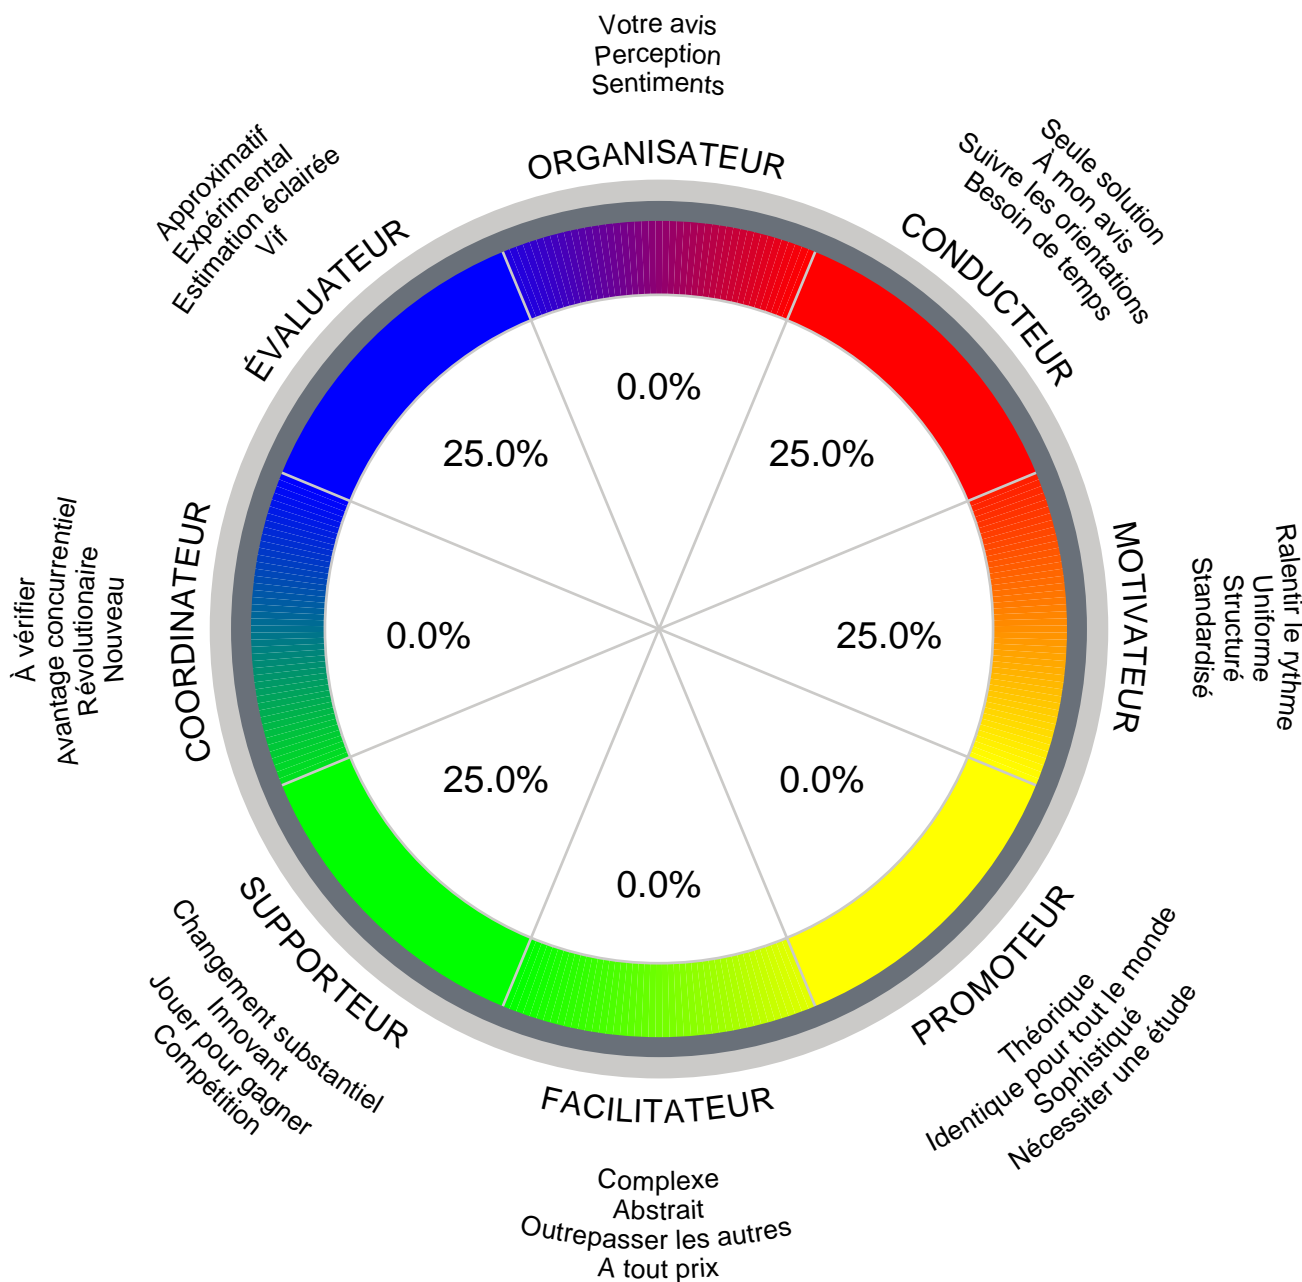 Votre avis
Perception
Sentiments
ORGANISATEUR
0.0%
Seule solution
À mon avis
Suivre les orientations
Besoin de temps
CONDUCTEUR
25.0%
Ralentir le rythme
Uniforme
Structuré
Standardisé
MOTIVATEUR
25.0%
PROMOTEUR
0.0%
Théorique
Identique pour tout le monde
Sophistiqué
Nécessiter une étude
FACILITATEUR
0.0%
Complexe
Abstrait
Outrepasser les autres
A tout prix
SUPPORTEUR
25.0%
Changement substantiel
Innovant
Jouer pour gagner
Compétition
COORDINATEUR
0.0%
À vérifier
Avantage concurrentiel
Révolutionaire
Nouveau
Approximatif
Expérimental
Estimation éclairée
Vif
ÉVALUATEUR
25.0%